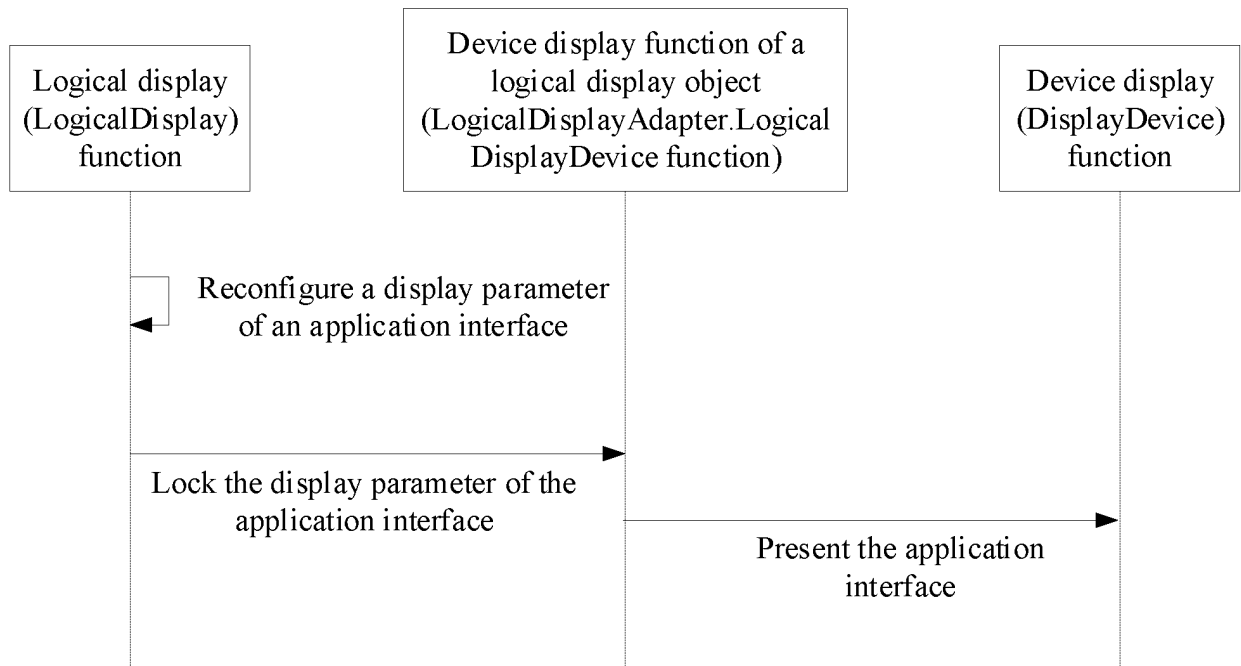 Logical display
(LogicalDisplay)
function
Device display function of a
logical display object
(LogicalDisplayAdapter.Logical
DisplayDevice function)
Device display
(DisplayDevice)
function
Reconfigure a display parameter
of an application interface
Lock the display parameter of the
application interface
Present the application
interface